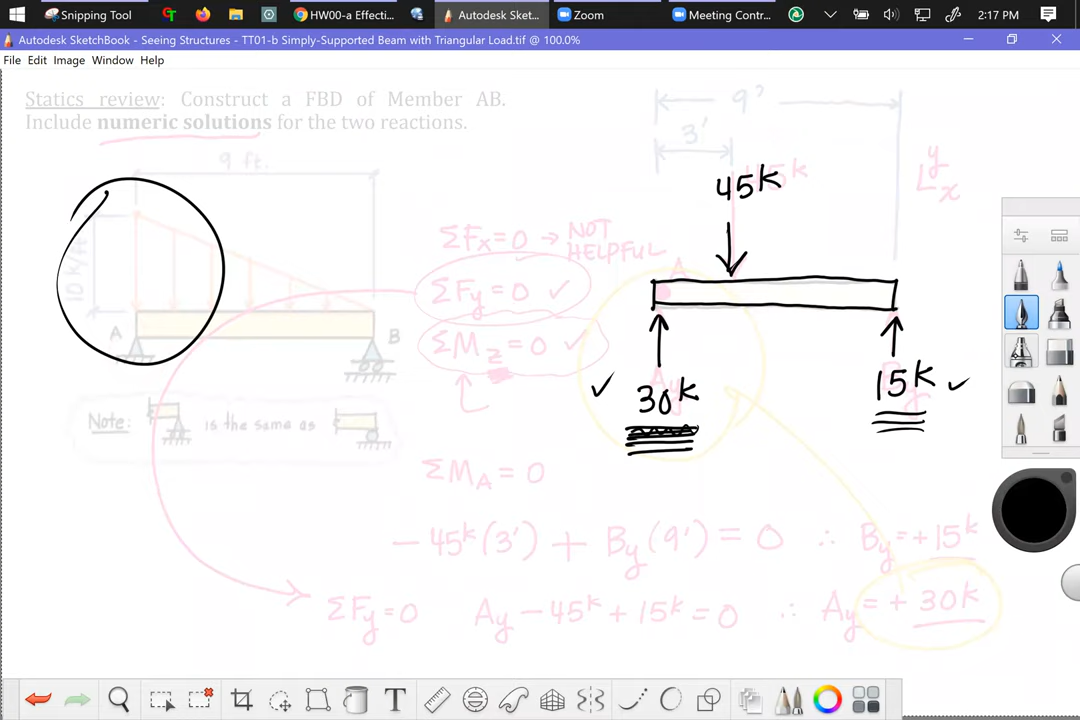 Snipping Tool
HW00-a Effecti...
Autodesk Sket...
Zoom
Meeting Contr...
2:17 PM
Autodesk SketchBook - Seeing Structures - TT01-b Simply-Supported Beam with Triangular Load.tif @ 100.0%
File Edit Image Window Help
Statics review: Construct a FBD of Member AB.
Include numeric solutions for the two reactions.
9 ft.
10 k/ft
A
B
Note:
is the same as
ΣFx=0 → NOT HELPFUL
ΣFy=0 ✓
ΣMz=0 ✓
9'
3'
45k
45k
y
x
A
✓ 30k
Ay
15k ✓
By
ΣMA=0
-45k(3') + By(9') = 0 ∴ By=+15k
ΣFy=0 Ay-45k+15k=0 ∴ Ay=+30k
T